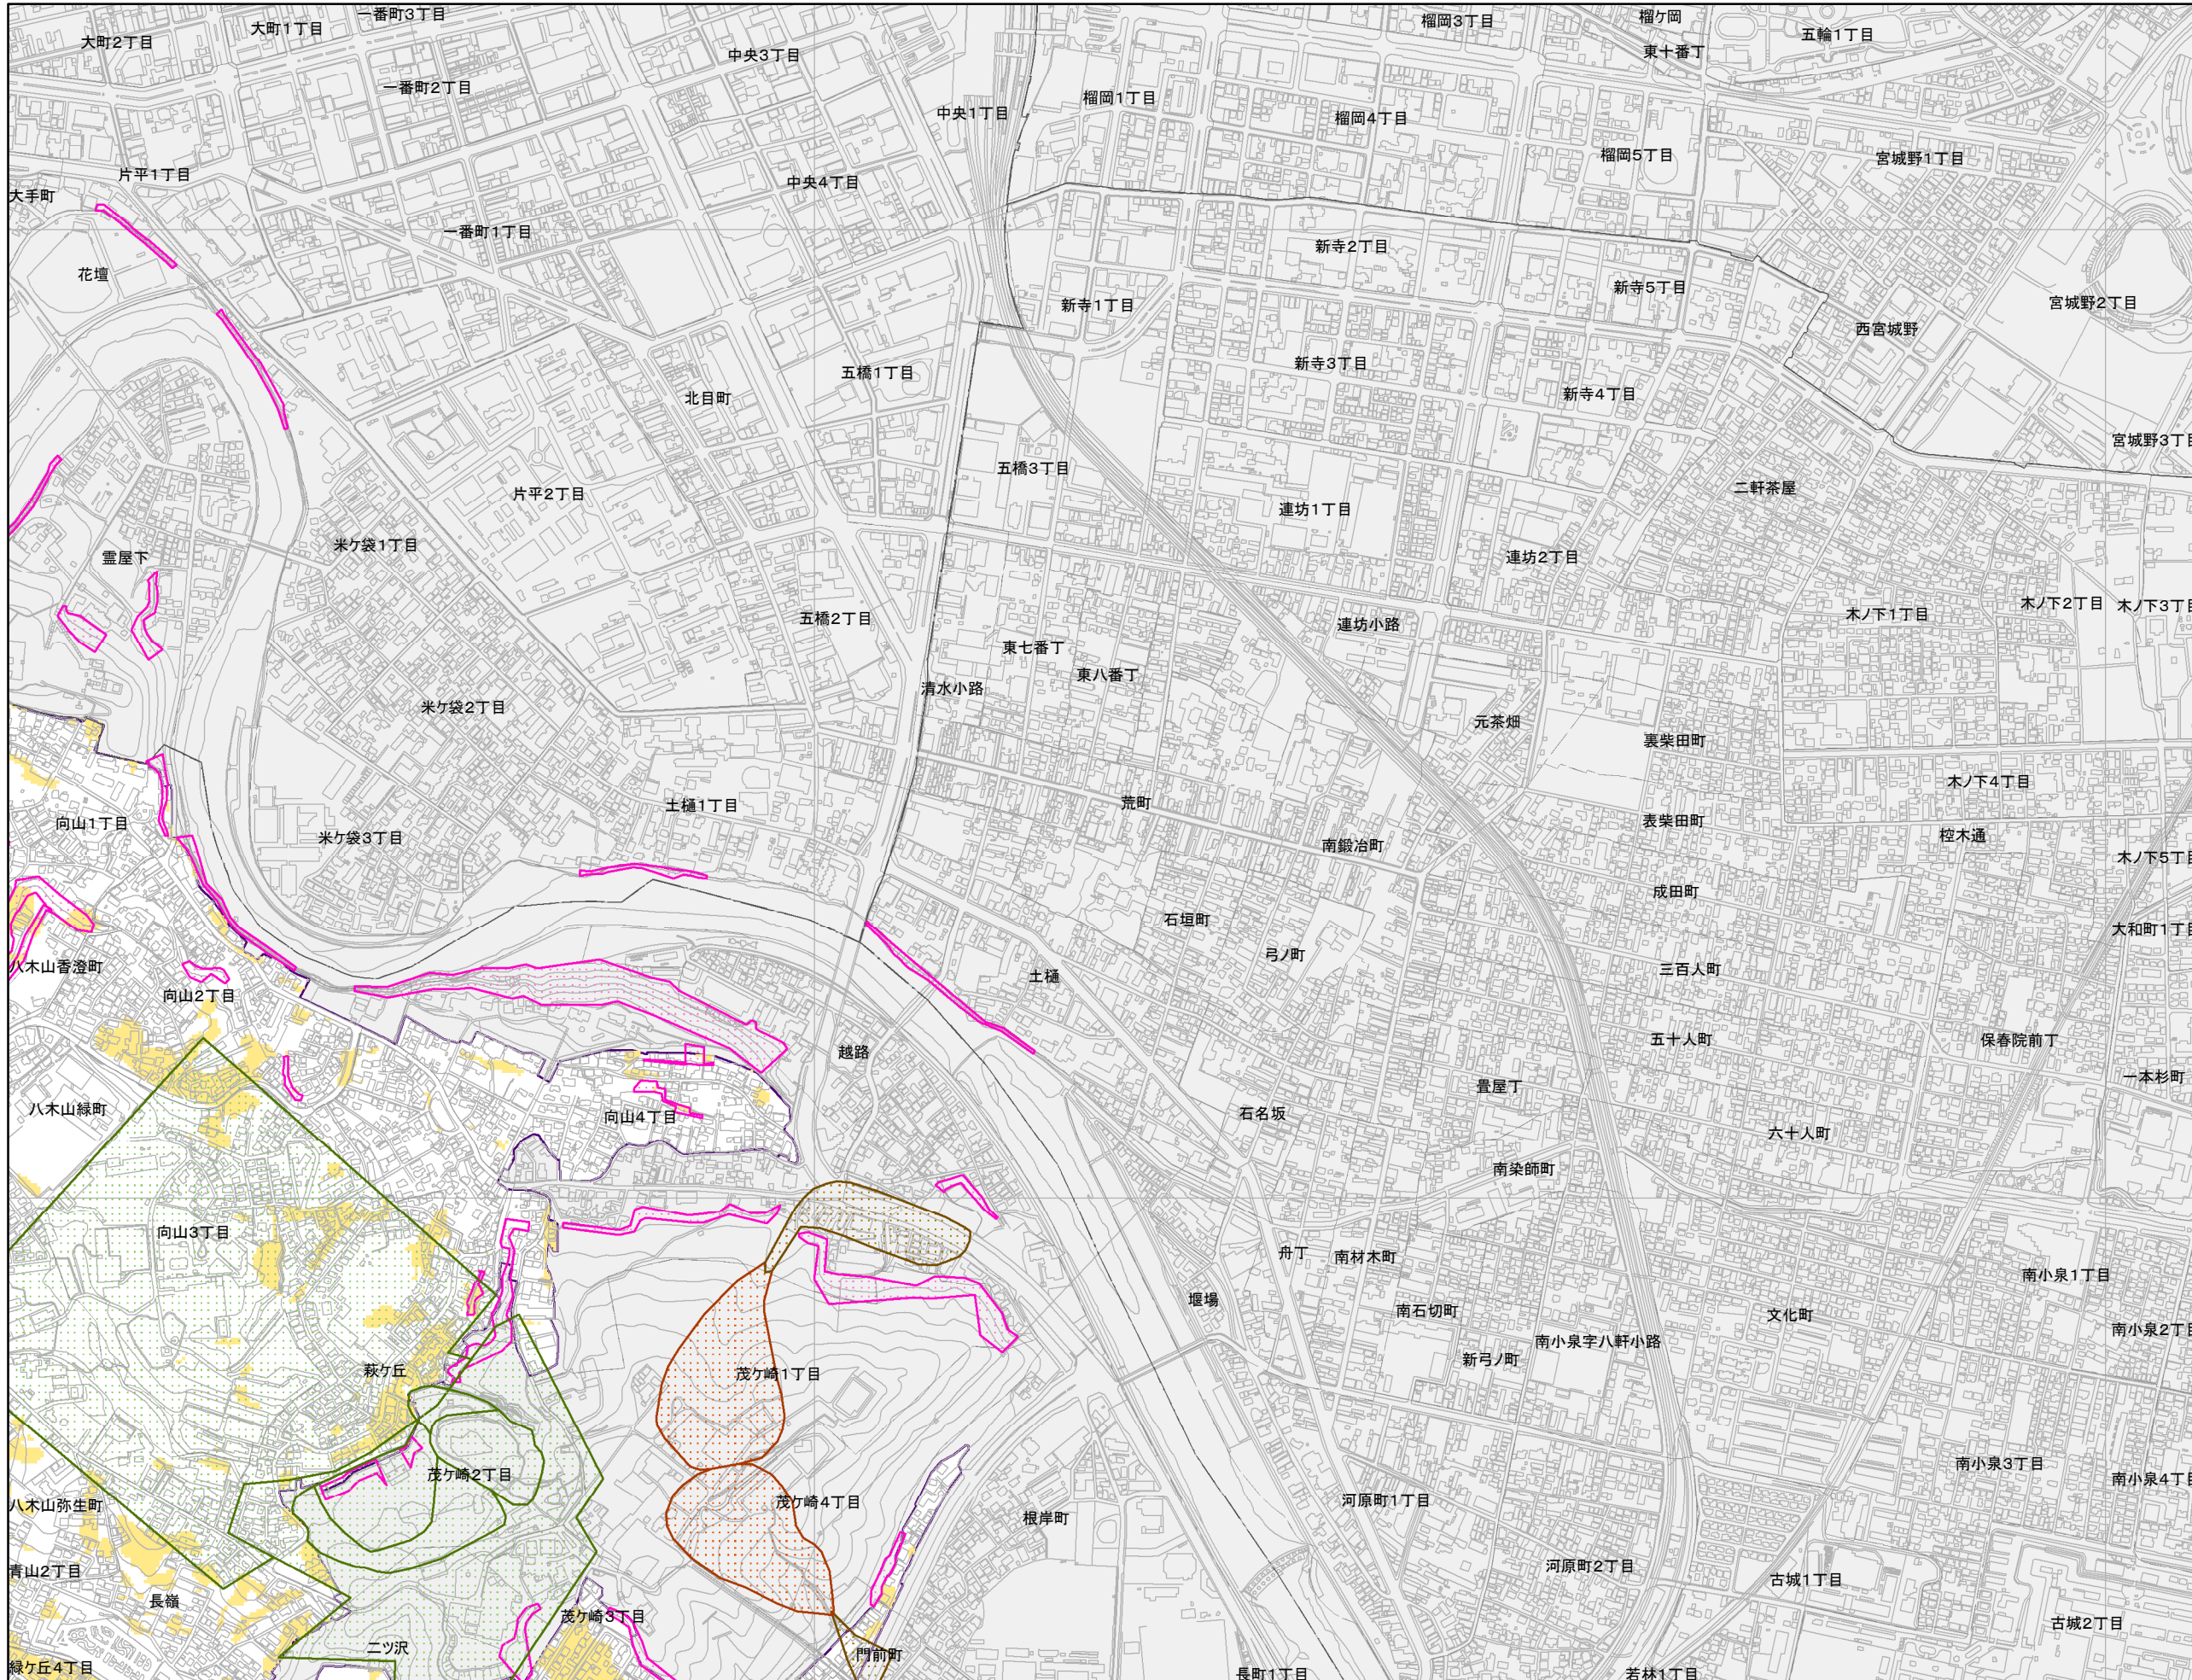 一番町3丁目
榴岡3丁目
榴ケ岡
大町1丁目
五輪1丁目
大町2丁目
東十番丁
中央3丁目
一番町2丁目
榴岡1丁目
中央1丁目
榴岡4丁目
榴岡5丁目
宮城野1丁目
片平1丁目
中央4丁目
大手町
一番町1丁目
新寺2丁目
花壇
新寺5丁目
宮城野2丁目
新寺1丁目
西宮城野
新寺3丁目
五橋1丁目
新寺4丁目
北目町
宮城野3丁目
五橋3丁目
二軒茶屋
片平2丁目
連坊1丁目
米ケ袋1丁目
霊屋下
連坊2丁目
木ノ下2丁目
木ノ下3丁目
木ノ下1丁目
五橋2丁目
連坊小路
東七番丁
東八番丁
清水小路
米ケ袋2丁目
元茶畑
裏柴田町
木ノ下4丁目
土樋1丁目
荒町
向山1丁目
表柴田町
米ケ袋3丁目
椌木通
南鍛冶町
木ノ下5丁目
成田町
石垣町
大和町1丁目
弓ノ町
八木山香澄町
三百人町
土樋
向山2丁目
五十人町
保春院前丁
越路
一本杉町
畳屋丁
八木山緑町
石名坂
向山4丁目
六十人町
南染師町
向山3丁目
舟丁
南材木町
南小泉1丁目
堰場
南石切町
文化町
南小泉2丁目
南小泉字八軒小路
新弓ノ町
萩ケ丘
茂ケ崎1丁目
南小泉3丁目
茂ケ崎2丁目
南小泉4丁目
茂ケ崎4丁目
河原町1丁目
八木山弥生町
根岸町
河原町2丁目
青山2丁目
古城1丁目
長嶺
茂ケ崎3丁目
古城2丁目
二ツ沢
門前町
緑ケ丘4丁目
長町1丁目
若林1丁目